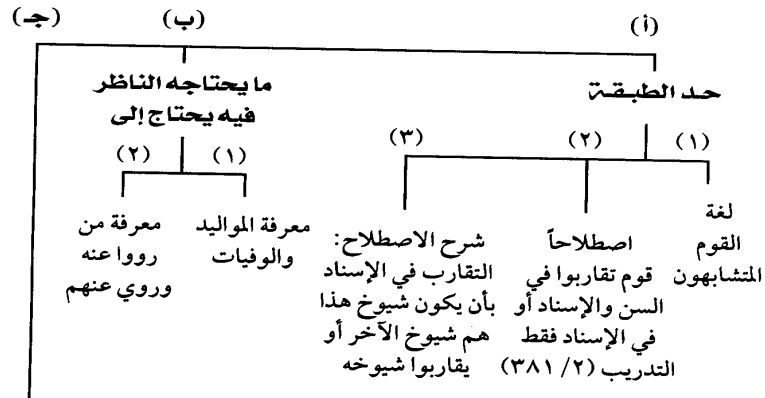 (أ)
(ب)
(جـ)
حد الطبقة
ما يحتاجه الناظر
فيه يحتاج إلى
(١)
(٢)
(٣)
(١)
(٢)
لغة
القوم
المتشابهون
اصطلاحاً
قوم تقاربوا في
السن والإسناد أو
في الإسناد فقط
التدريب (٢/ ٣٨١)
شرح الاصطلاح:
التقارب في الإسناد
بأن يكون شيوخ هذا
هم شيوخ الآخر أو
يقاربوا شيوخه
معرفة المواليد
والوفيات
معرفة من
رووا عنه
وروي عنهم